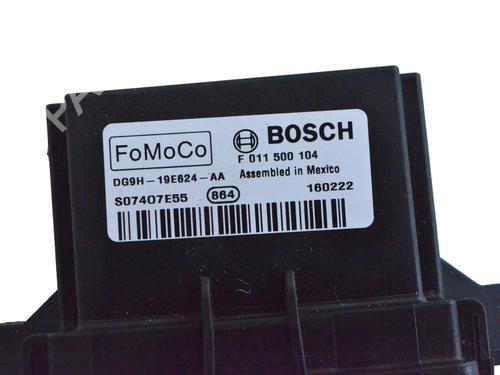 FoMoCo
BOSCH
F 011 500 104
DG9H-19E624-AA
Assembled in Mexico
S07407E55
864
160222